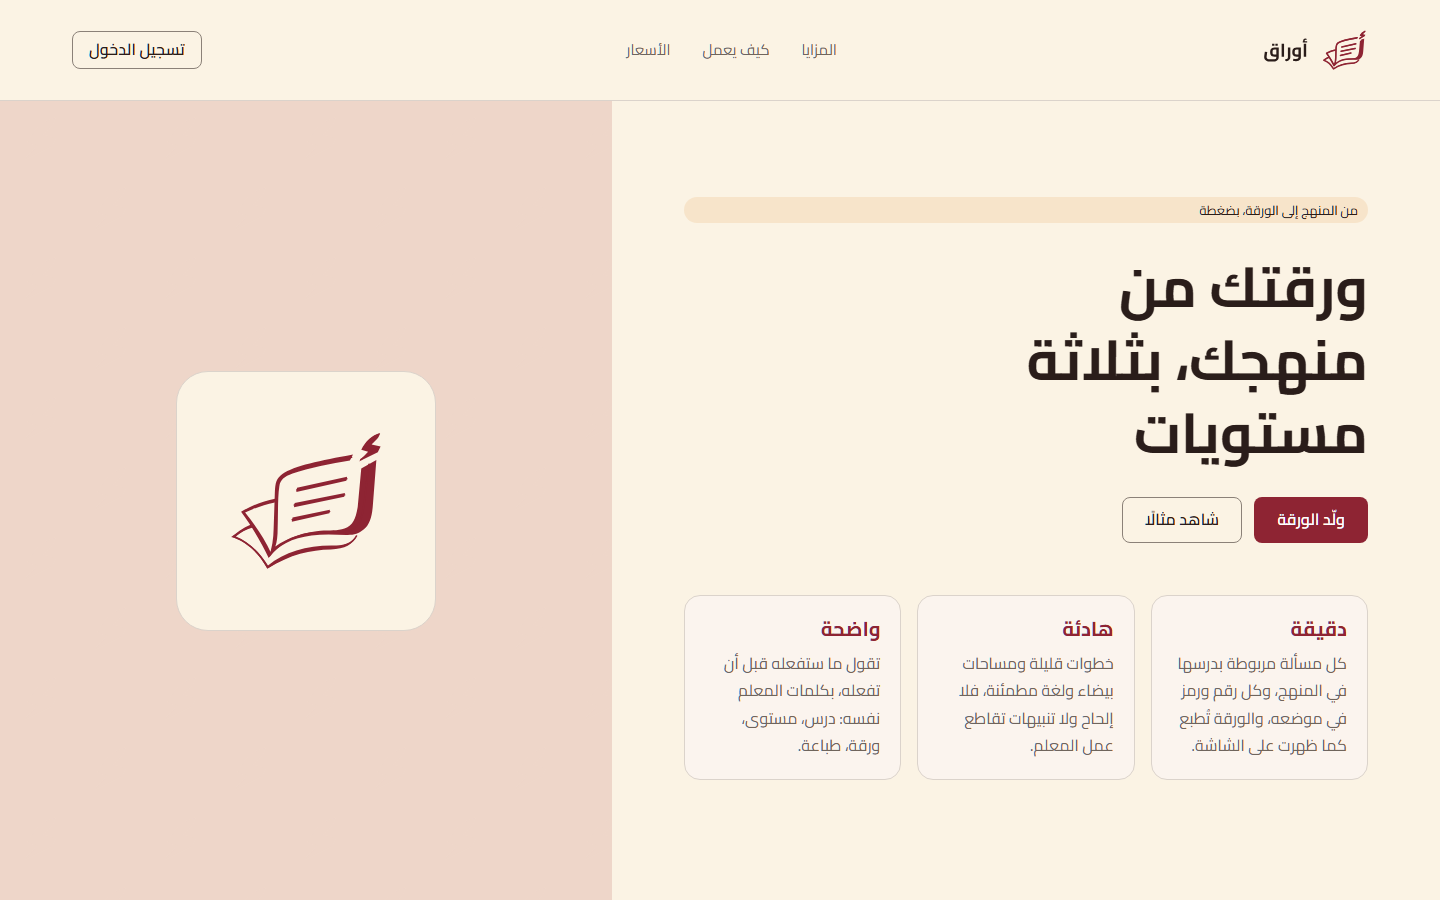 أوراق
المزايا
كيف يعمل
الأسعار
تسجيل الدخول
من المنهج إلى الورقة، بضغطة
ورقتك من
منهجك، بثلاثة
مستويات
ولّد الورقة
شاهد مثالًا
دقيقة
كل مسألة مربوطة بدرسها
في المنهج، وكل رقم ورمز
في موضعه، والورقة تُطبع
كما ظهرت على الشاشة.
هادئة
خطوات قليلة ومساحات
بيضاء ولغة مطمئنة، فلا
إلحاح ولا تنبيهات تقاطع
عمل المعلم.
واضحة
تقول ما ستفعله قبل أن
تفعله، بكلمات المعلم
نفسه: درس، مستوى،
ورقة، طباعة.